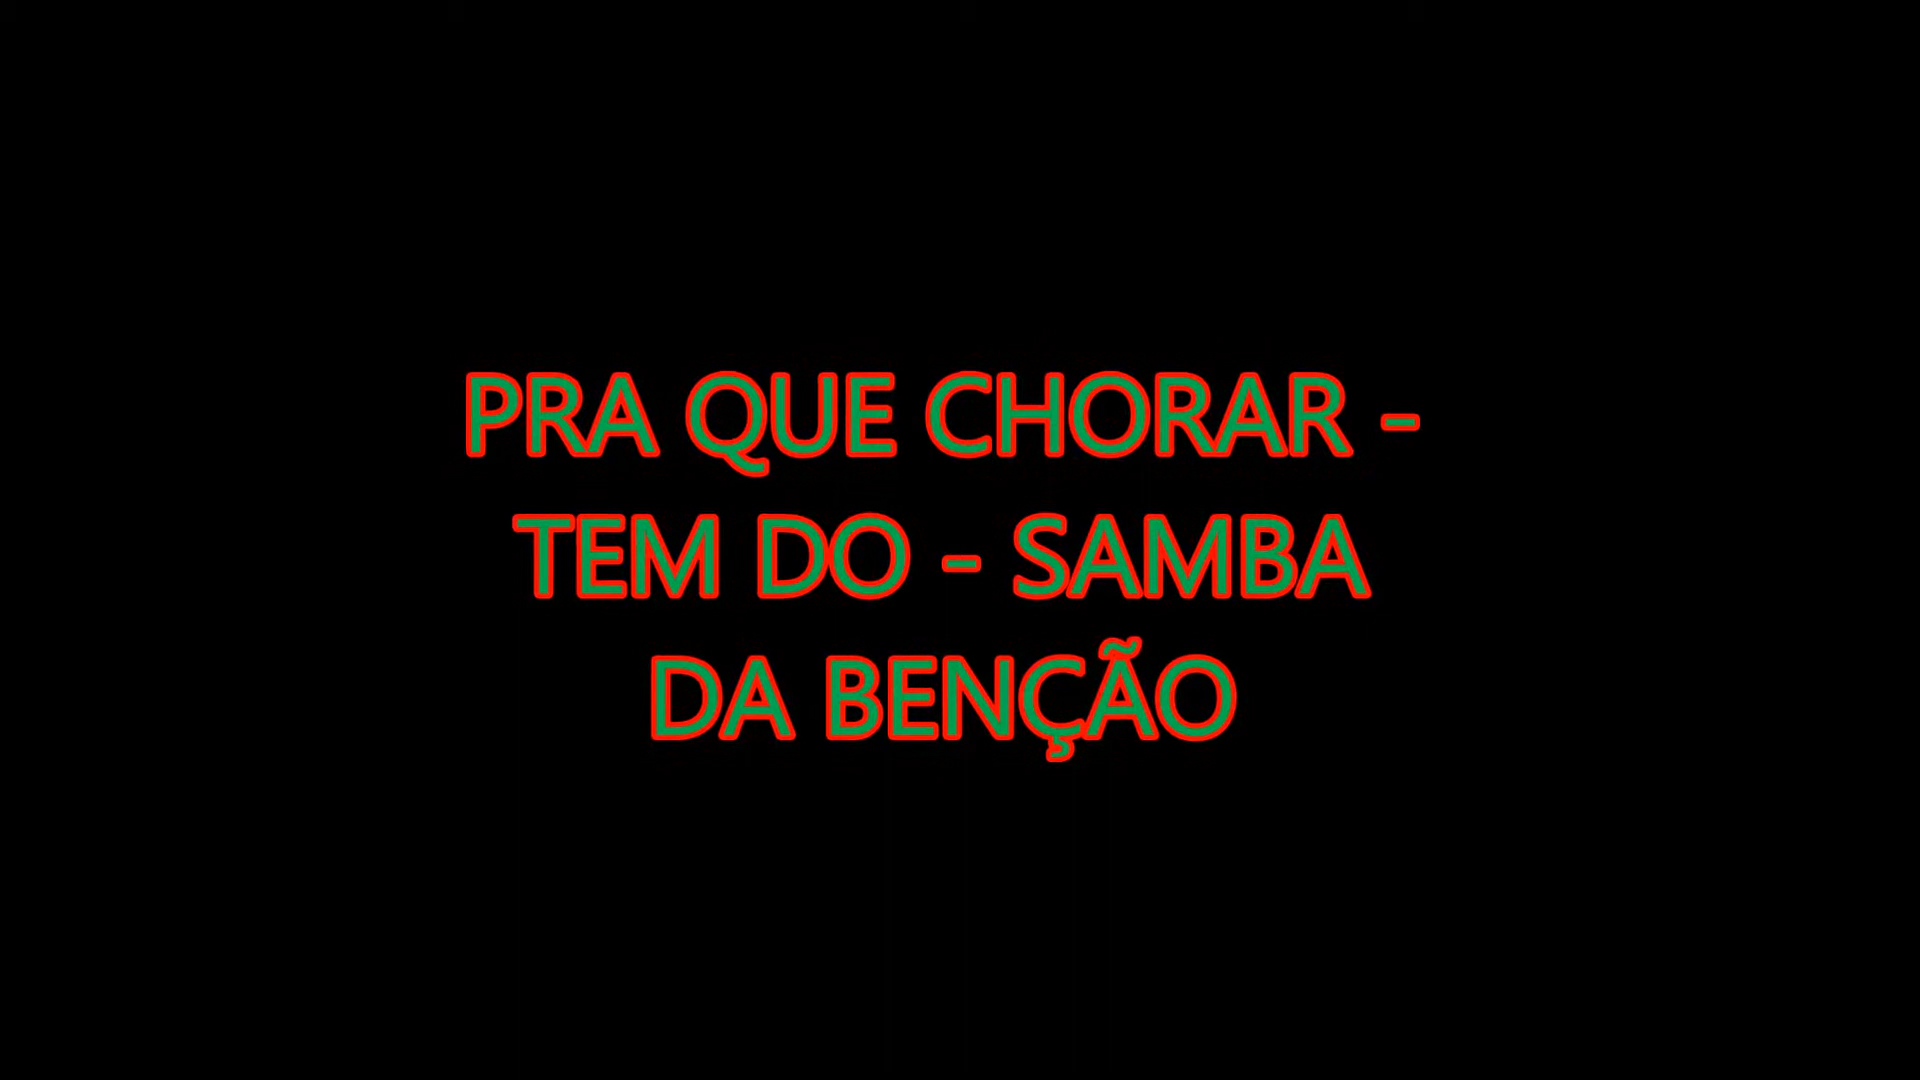 PRA QUE CHORAR -
TEM DO - SAMBA
DA BENÇÃO